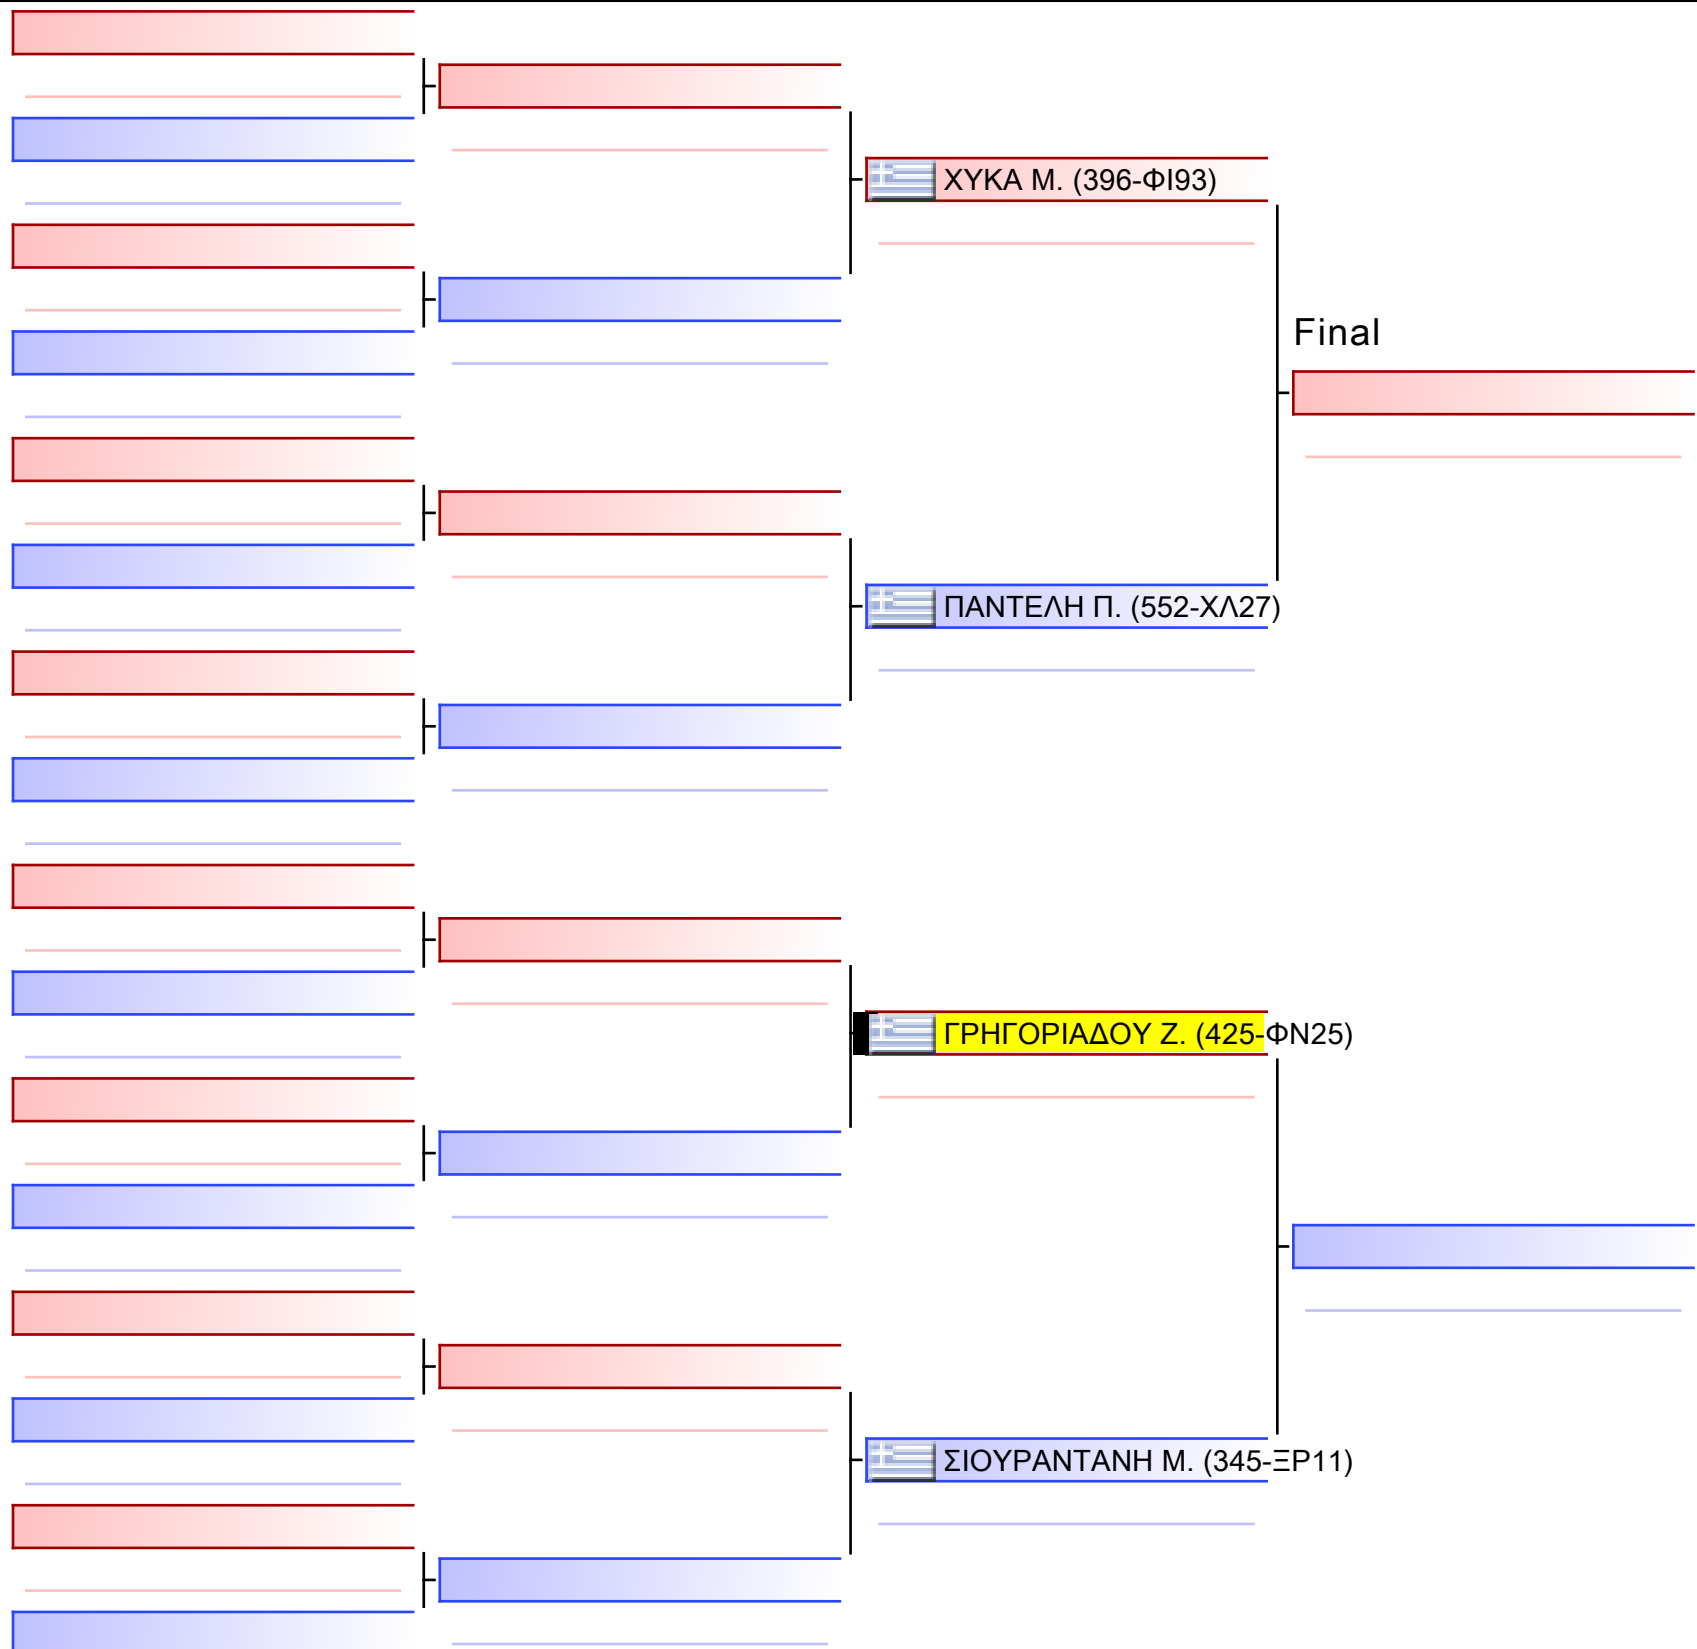 ΧΥΚΑ Μ. (396-ΦΙ93)
Final
ΠΑΝΤΕΛΗ Π. (552-ΧΛ27)
ΓΡΗΓΟΡΙΑΔΟΥ Ζ. (425-ΦΝ25)
ΣΙΟΥΡΑΝΤΑΝΗ Μ. (345-ΞΡ11)